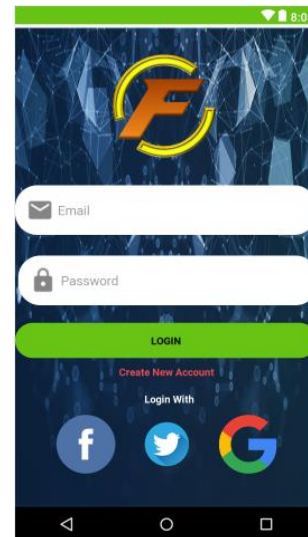 8:0
F
Email
Password
LOGIN
Create New Account
Login With
f
G